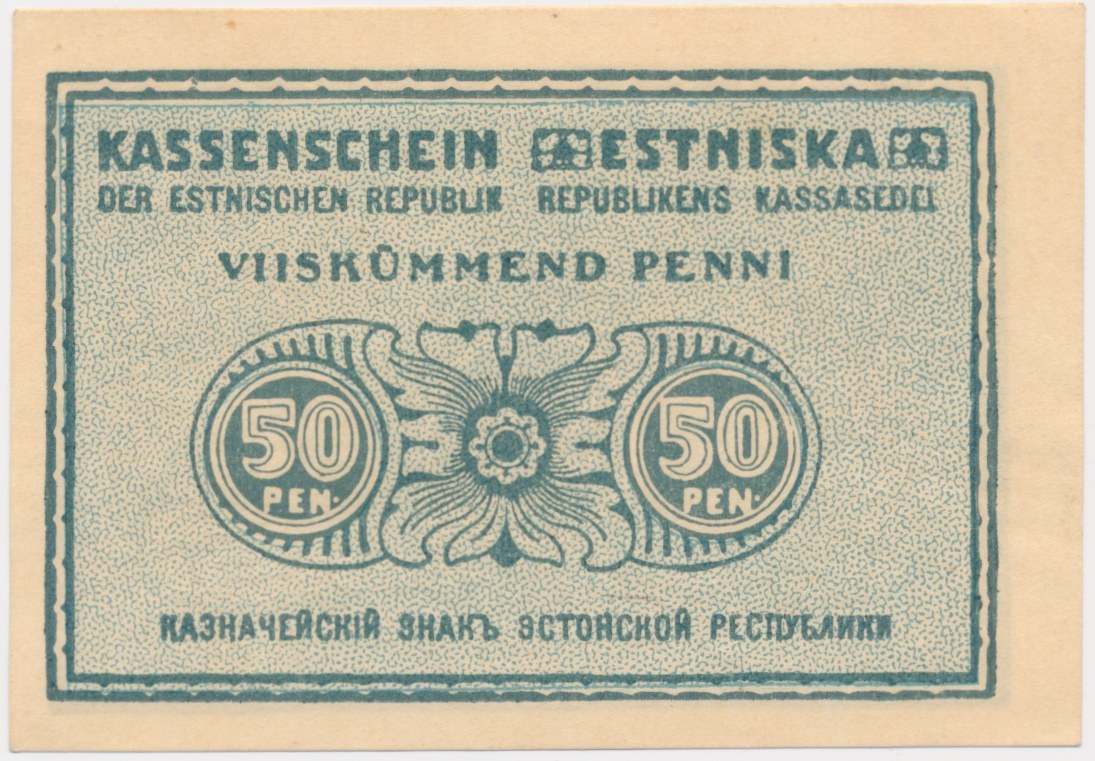 KASSENSCHEIN
DER ESTNISCHEN REPUBLIK
ESTNISKA
REPUBLIKENS KASSASEDEL
VIISKÜMMEND PENNI
50
PEN.
50
PEN.
КАЗНАЧЕЙСКІЙ ЗНАКЪ ЭСТОНСКОЙ РЕСПУБЛИКИ